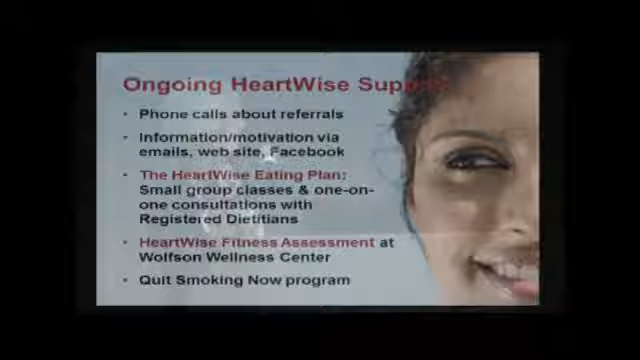 Ongoing HeartWise Support
• Phone calls about referrals
• Information/motivation via
emails, web site, Facebook
• The HeartWise Eating Plan:
Small group classes & one-on-
one consultations with
Registered Dietitians
• HeartWise Fitness Assessment at
Wolfson Wellness Center
• Quit Smoking Now program